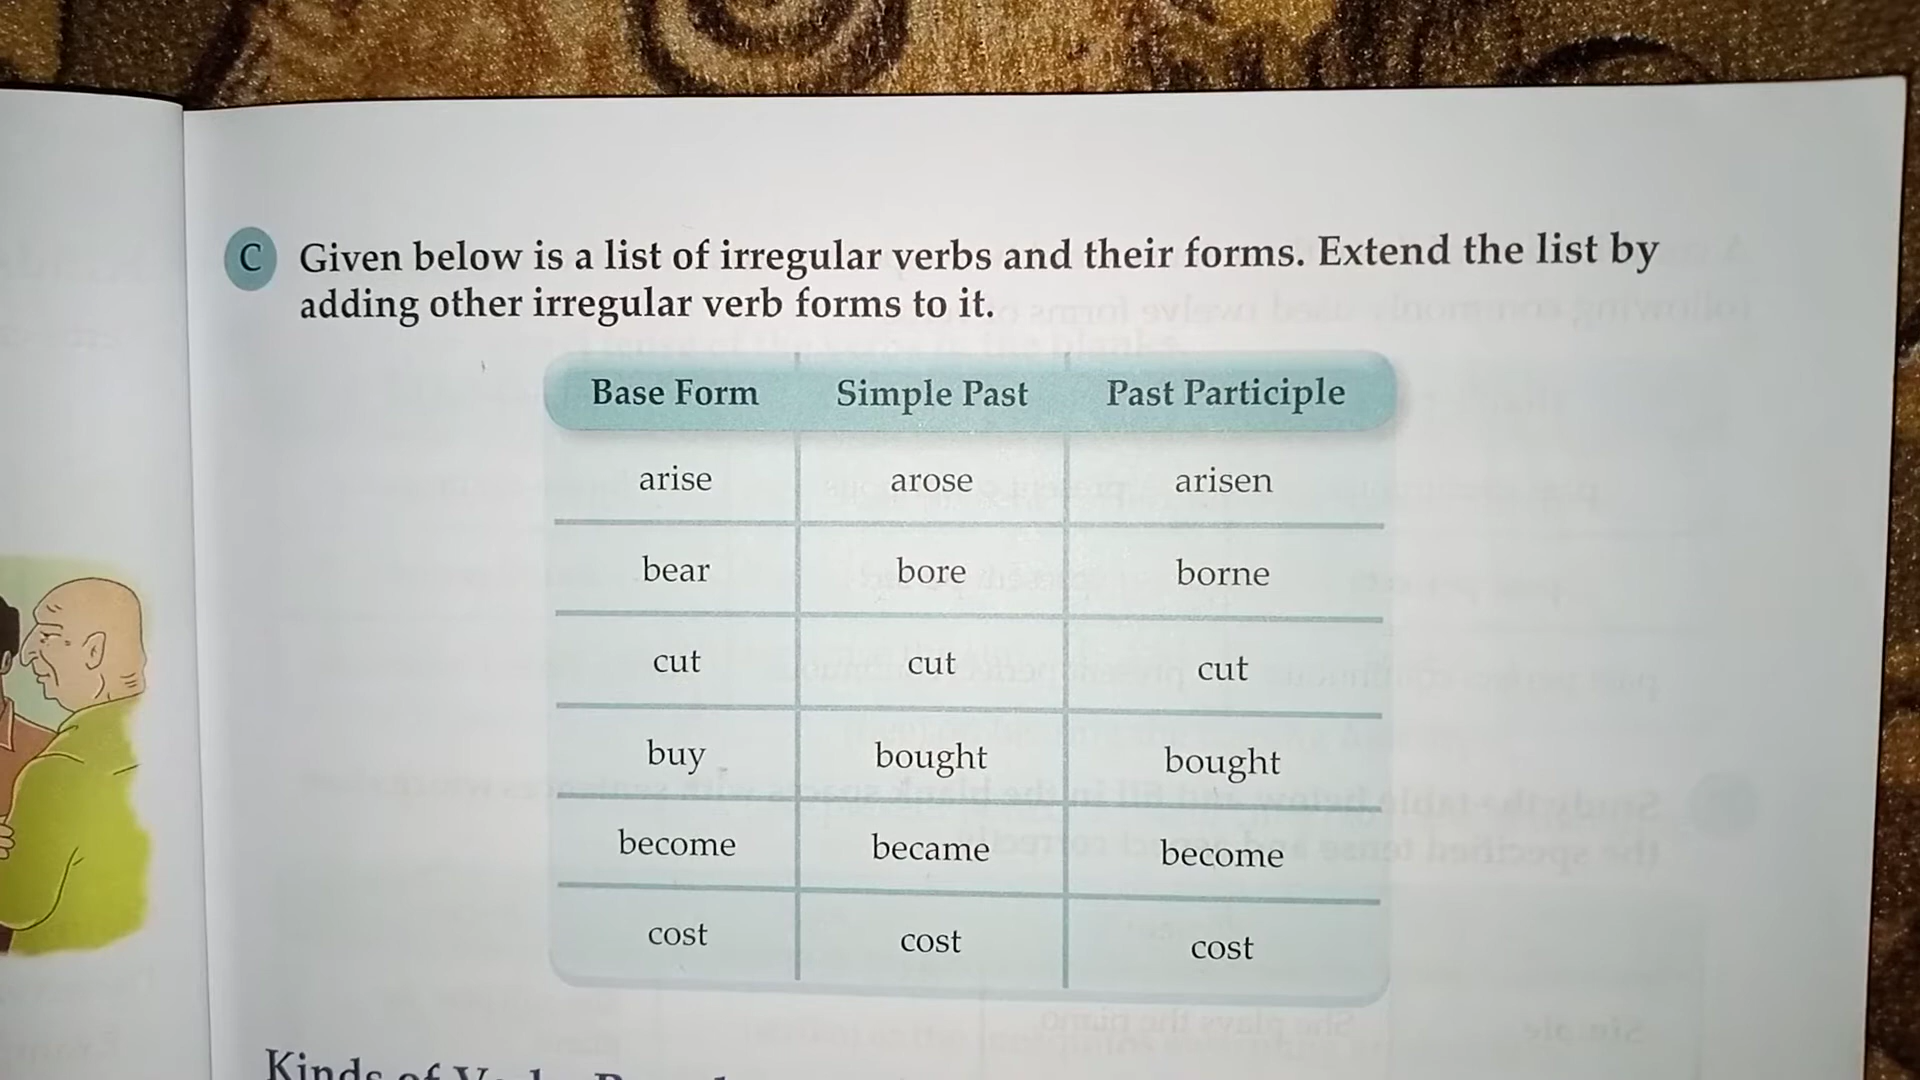 C Given below is a list of irregular verbs and their forms. Extend the list by
adding other irregular verb forms to it.
Base Form Simple Past Past Participle
arise arose arisen
bear bore borne
cut cut cut
buy bought bought
become became become
cost cost cost
Kinds of